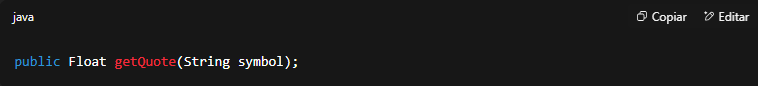 java Copiar Editar
public Float getQuote(String symbol);